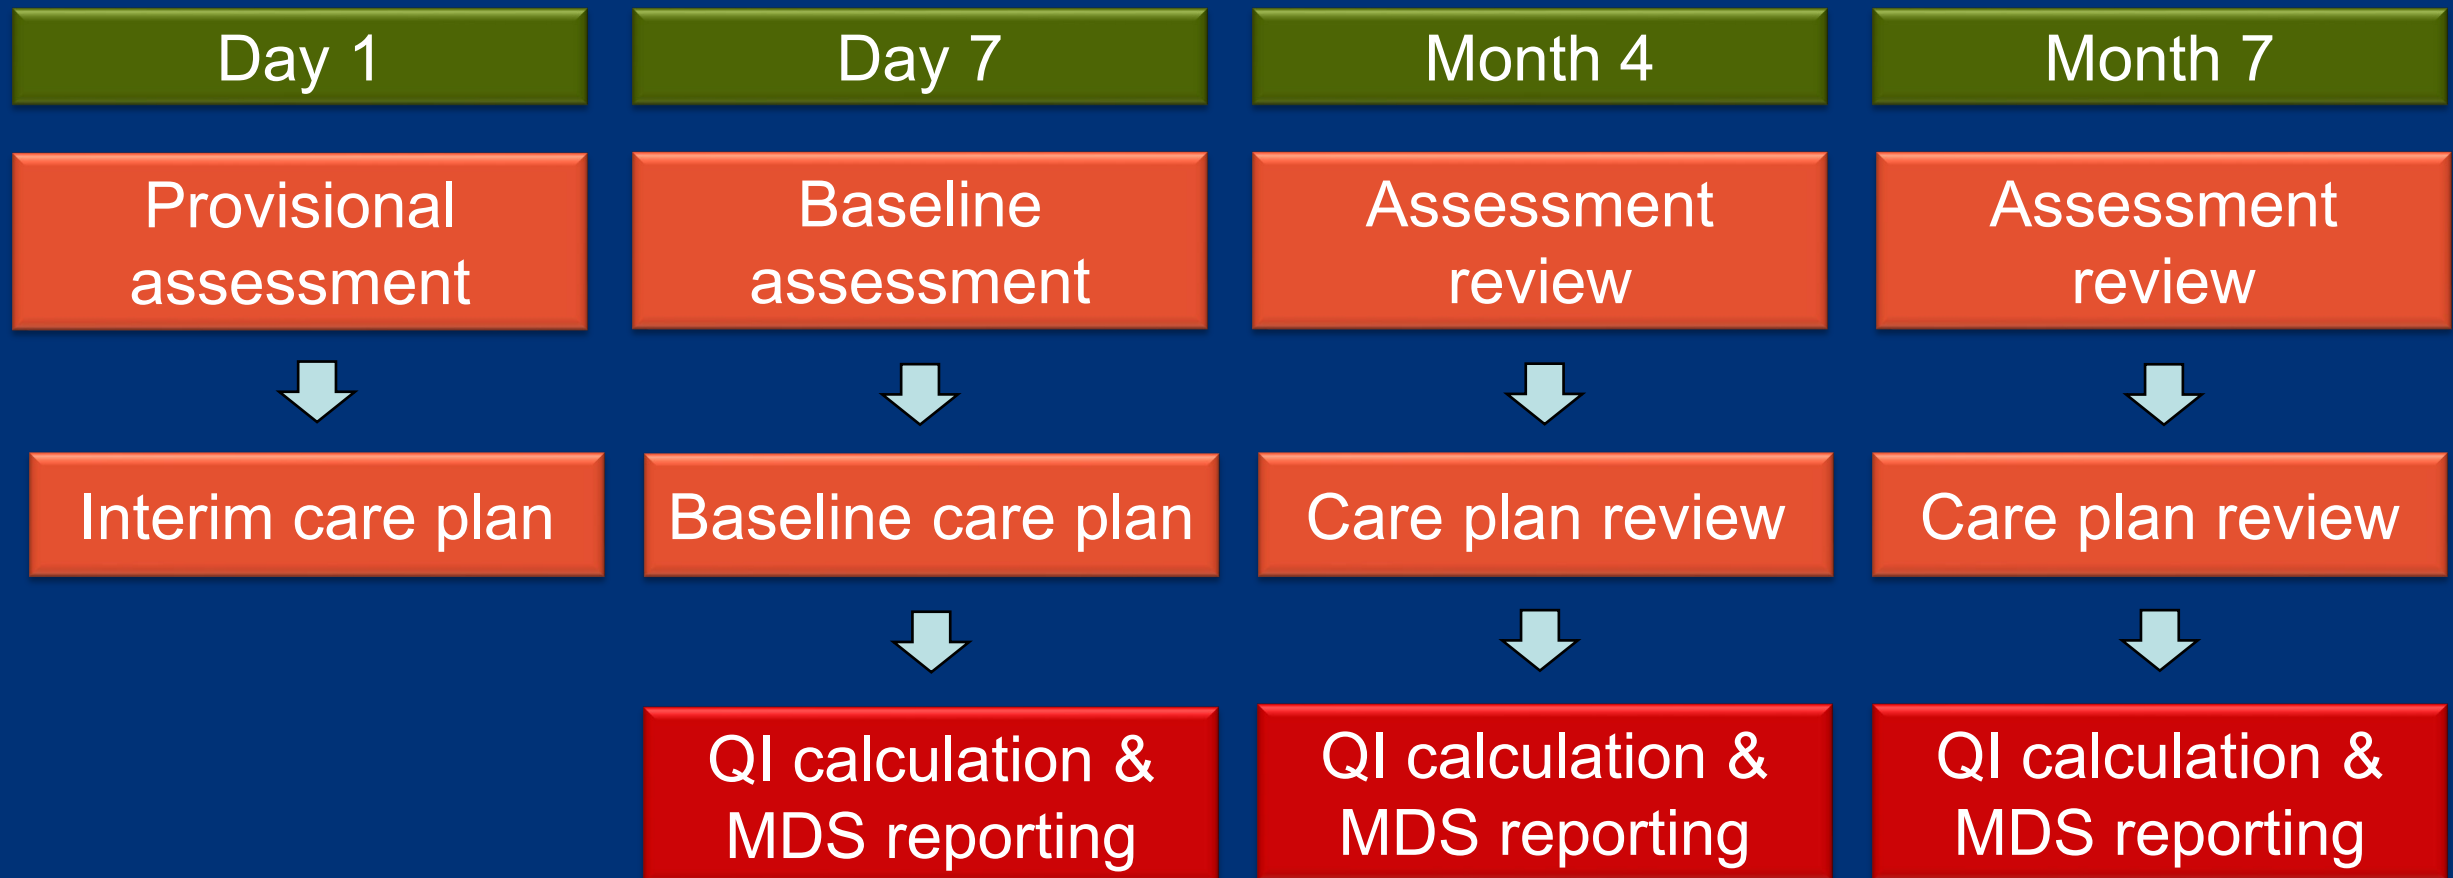 Day 1
Day 7
Month 4
Month 7
Provisional
assessment
Baseline
assessment
Assessment
review
Assessment
review
Interim care plan
Baseline care plan
Care plan review
Care plan review
QI calculation &
MDS reporting
QI calculation &
MDS reporting
QI calculation &
MDS reporting